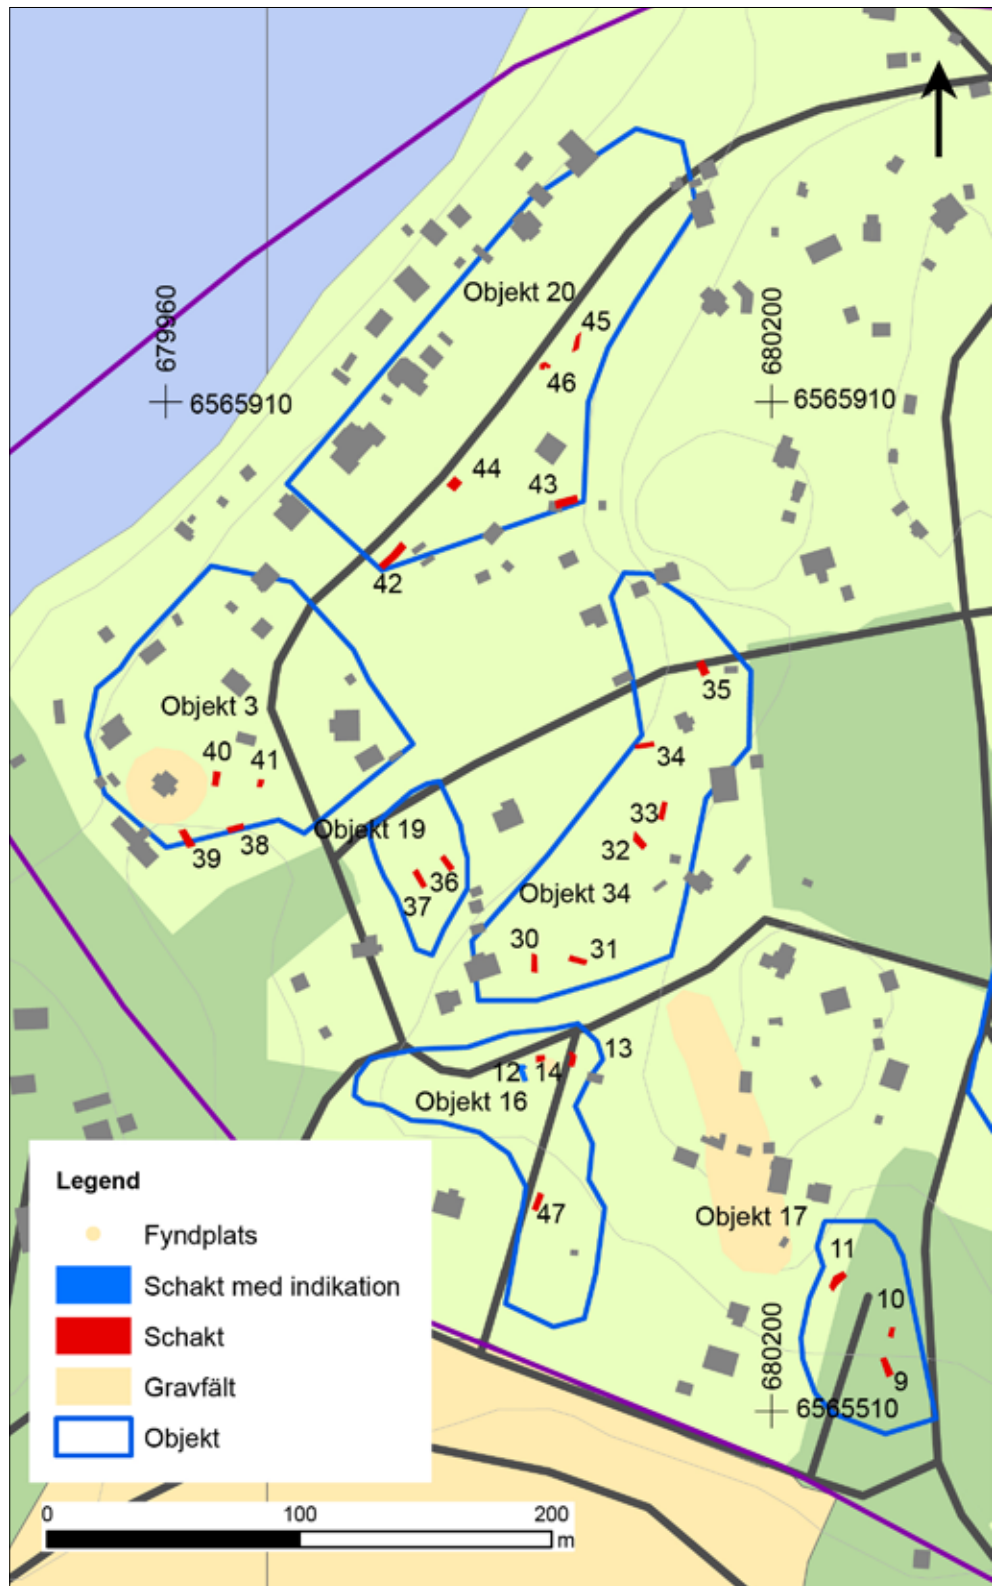 Objekt 20
679960
680200
45
46
6565910
6565910
44
43
42
35
Objekt 3
40
41
34
33
Objekt 19
39
38
32
36
37
Objekt 34
30
31
13
12
14
Objekt 16
47
Objekt 17
11
10
680200
9
6565510
Legend
Fyndplats
Schakt med indikation
Schakt
Gravfält
Objekt
0 100 200
m